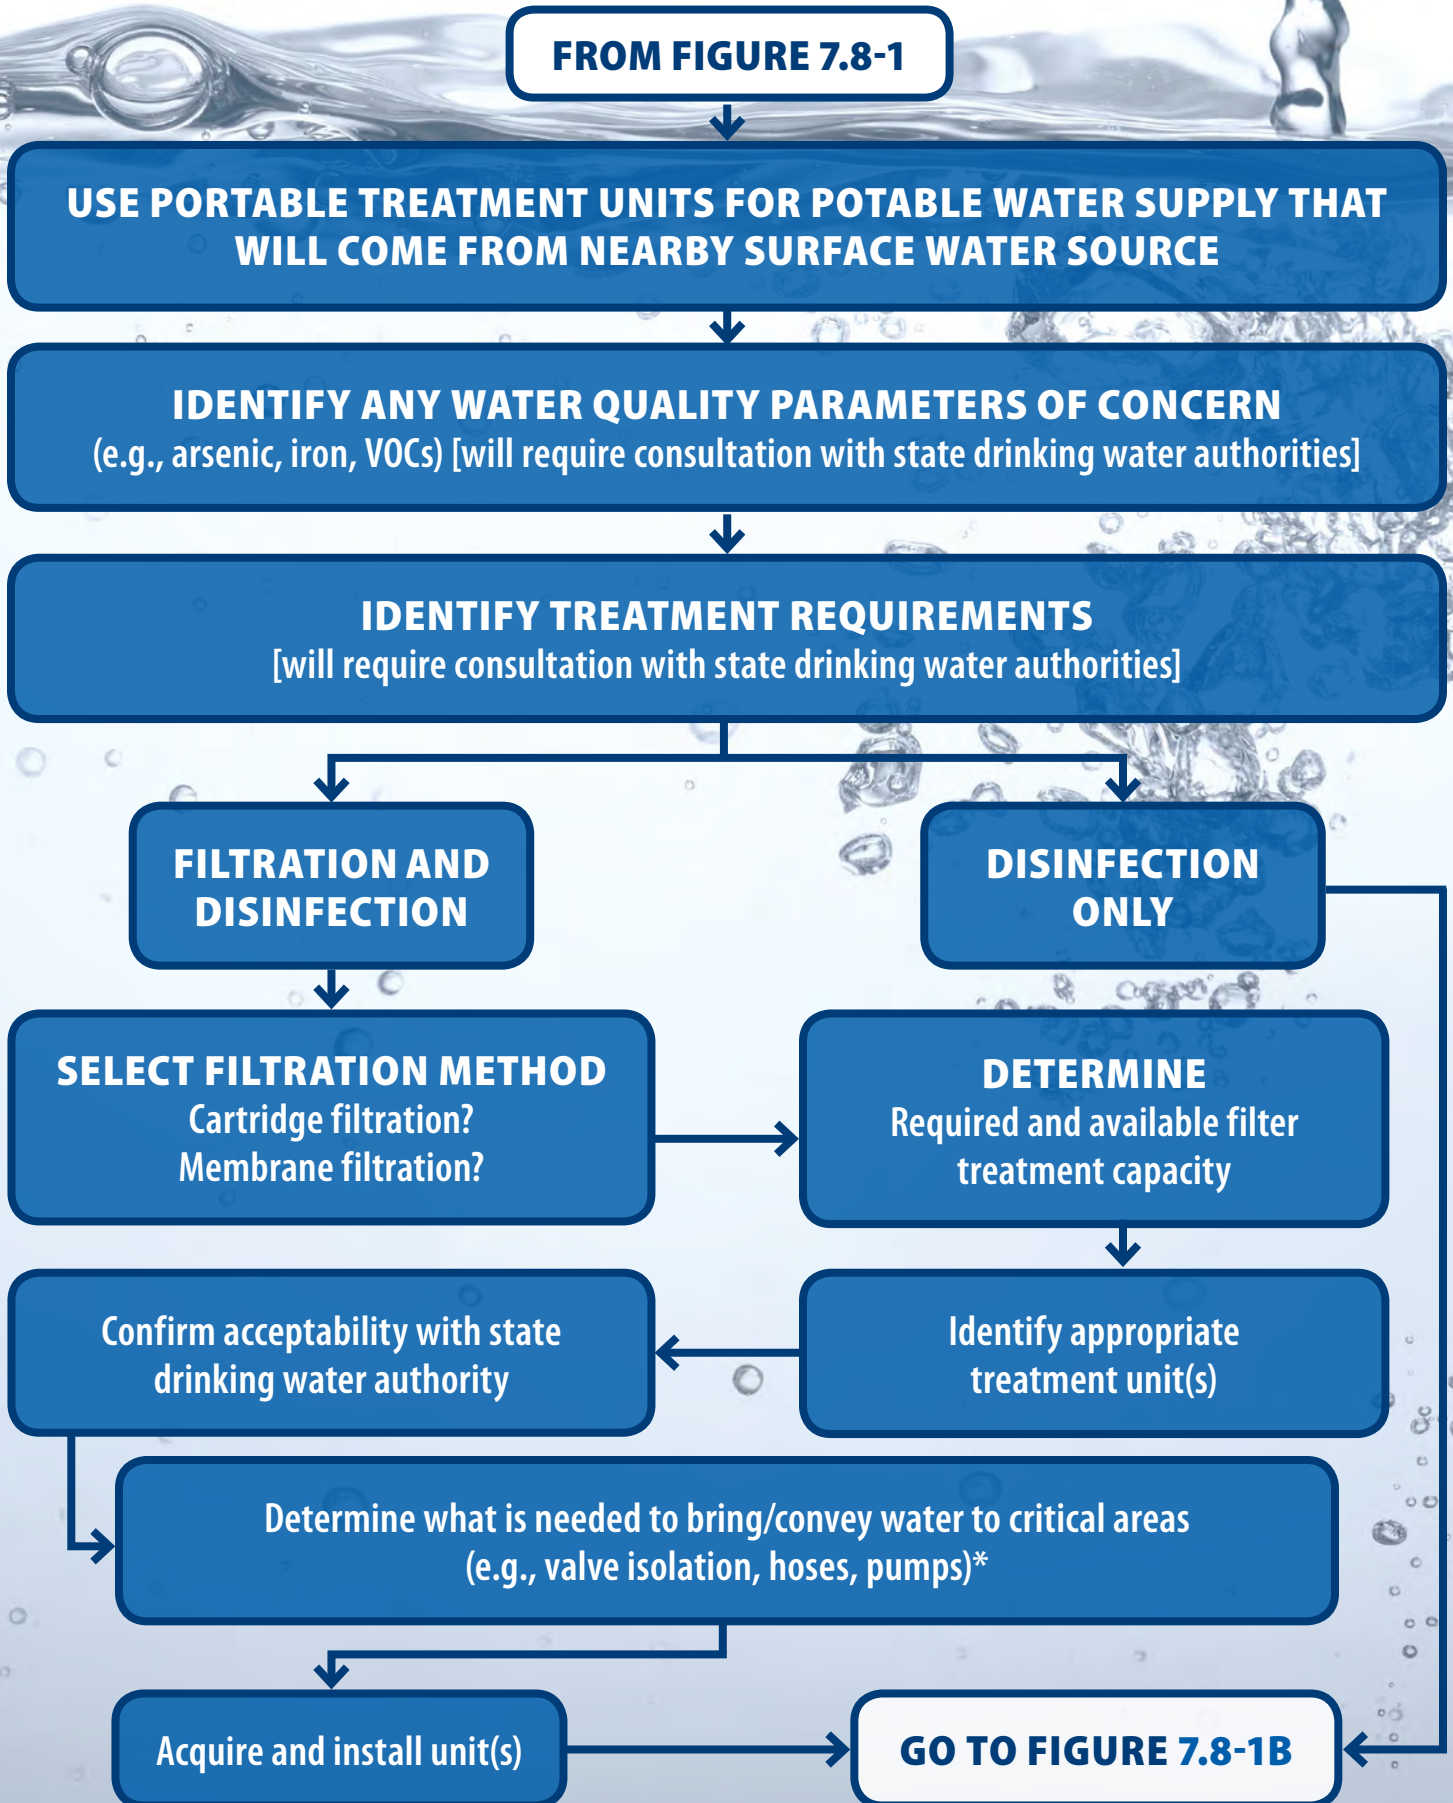 FROM FIGURE 7.8-1
USE PORTABLE TREATMENT UNITS FOR POTABLE WATER SUPPLY THAT
WILL COME FROM NEARBY SURFACE WATER SOURCE
IDENTIFY ANY WATER QUALITY PARAMETERS OF CONCERN
(e.g., arsenic, iron, VOCs) [will require consultation with state drinking water authorities]
IDENTIFY TREATMENT REQUIREMENTS
[will require consultation with state drinking water authorities]
FILTRATION AND
DISINFECTION
DISINFECTION
ONLY
SELECT FILTRATION METHOD
Cartridge filtration?
Membrane filtration?
DETERMINE
Required and available filter
treatment capacity
Identify appropriate
treatment unit(s)
Confirm acceptability with state
drinking water authority
Determine what is needed to bring/convey water to critical areas
(e.g., valve isolation, hoses, pumps)*
Acquire and install unit(s)
GO TO FIGURE 7.8-1B